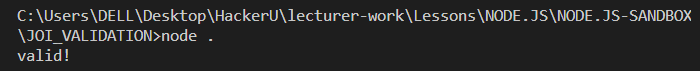 C:\Users\DELL\Desktop\HackerU\lecturer-work\Lessons\NODE.JS\NODE.JS-SANDBOX
\JOI_VALIDATION>node .
valid!